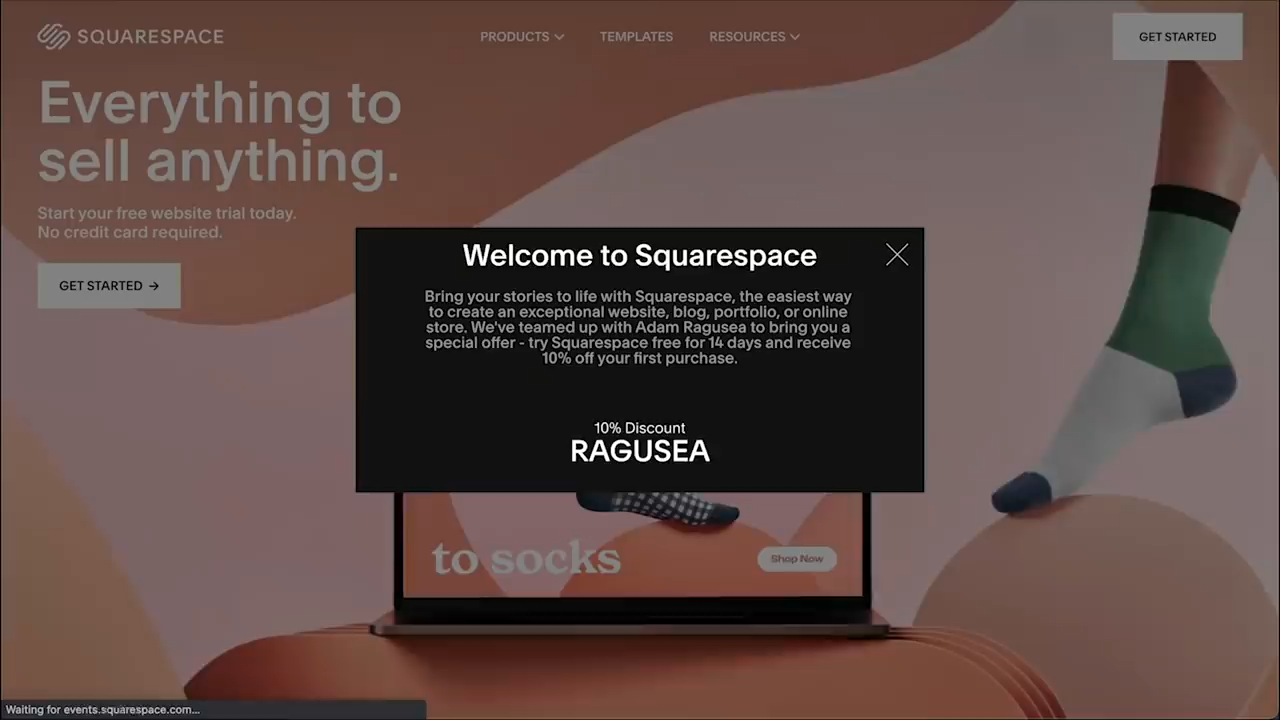 SQUARESPACE
PRODUCTS
TEMPLATES
RESOURCES
GET STARTED
Everything to
sell anything.
Start your free website trial today.
No credit card required.
GET STARTED →
Welcome to Squarespace
Bring your stories to life with Squarespace, the easiest way
to create an exceptional website, blog, portfolio, or online
store. We've teamed up with Adam Ragusea to bring you a
special offer - try Squarespace free for 14 days and receive
10% off your first purchase.
10% Discount
RAGUSEA
to socks
Shop Now
Waiting for events.squarespace.com...